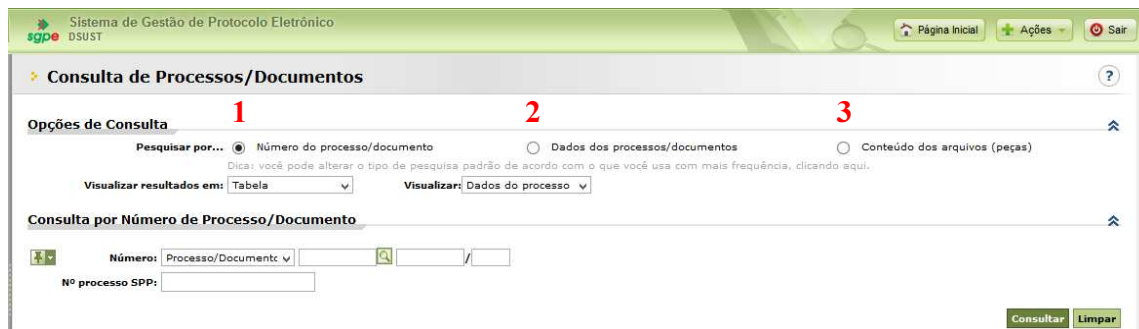 Sistema de Gestão de Protocolo Eletrônico
sgpe DSUST
Página Inicial Ações Sair
Consulta de Processos/Documentos ?
1 2 3
Opções de Consulta
Pesquisar por... Número do processo/documento Dados dos processos/documentos Conteúdo dos arquivos (peças)
Dica: você pode alterar o tipo de pesquisa padrão de acordo com o que você usa com mais frequência, clicando aqui.
Visualizar resultados em: Tabela Visualizar: Dados do processo
Consulta por Número de Processo/Documento
Número: Processo/Documento /
Nº processo SPP:
Consultar Limpar